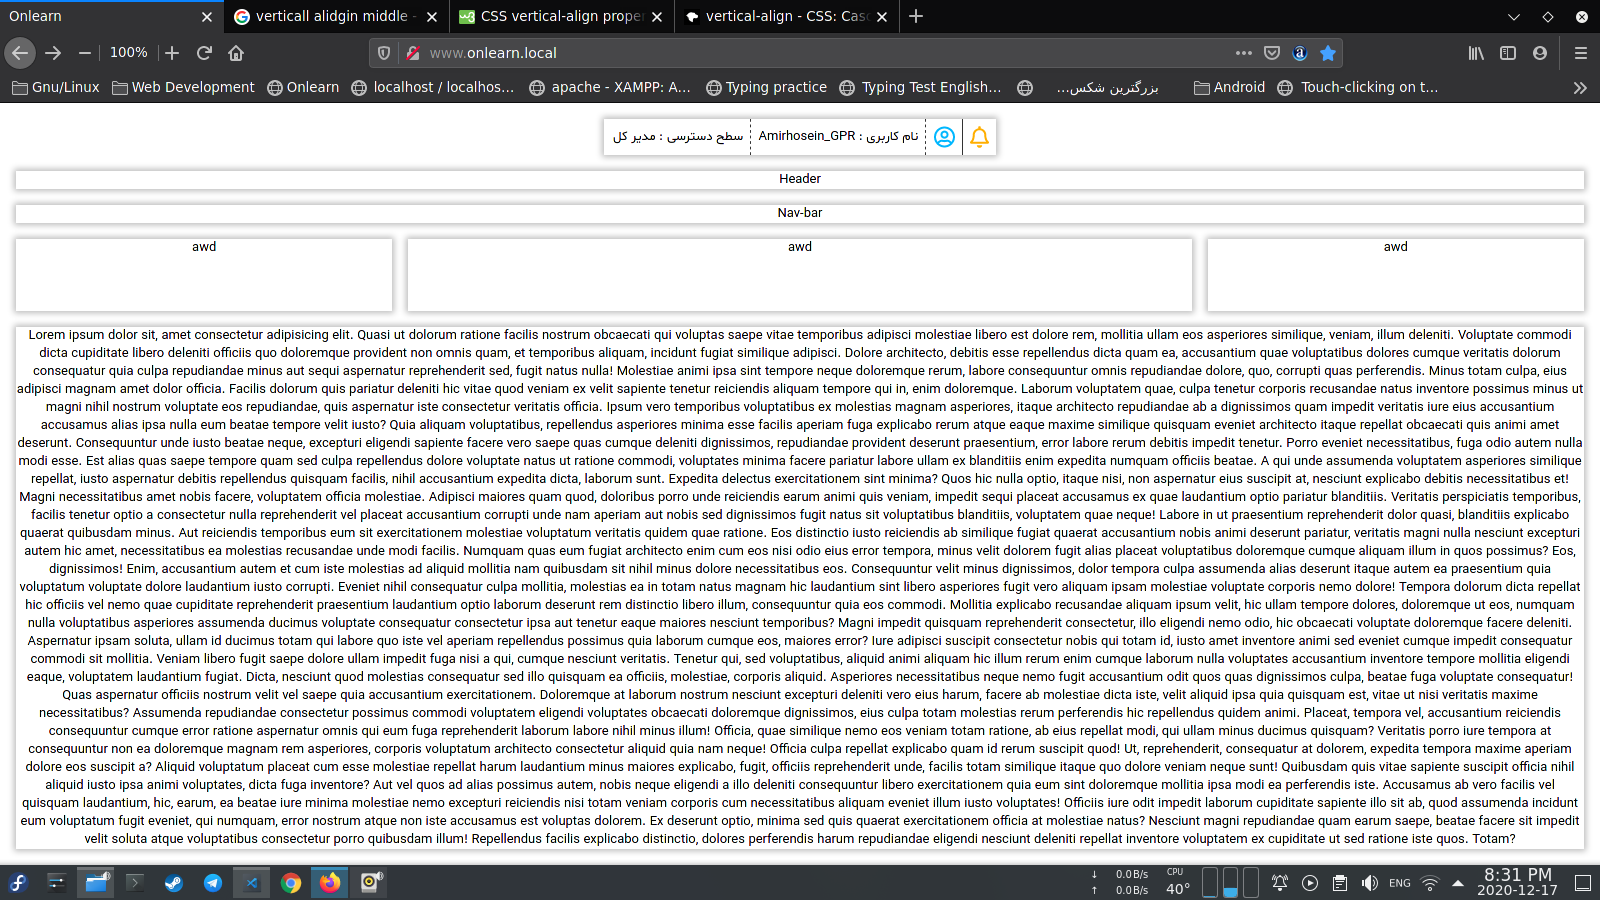 Onlearn
verticall alidgin middle -
CSS vertical-align proper
vertical-align - CSS: Casc
100%
www.onlearn.local
Gnu/Linux
Web Development
Onlearn
localhost / localhos...
apache - XAMPP: A...
Typing practice
Typing Test English...
بزرگترین شکس...
Android
Touch-clicking on t...
نام کاربری : Amirhosein_GPR
سطح دسترسی : مدیر کل
Header
Nav-bar
awd
awd
awd
Lorem ipsum dolor sit, amet consectetur adipisicing elit. Quasi ut dolorum ratione facilis nostrum obcaecati qui voluptas saepe vitae temporibus adipisci molestiae libero est dolore rem, mollitia ullam eos asperiores similique, veniam, illum deleniti. Voluptate commodi
dicta cupiditate libero deleniti officiis quo doloremque provident non omnis quam, et temporibus aliquam, incidunt fugiat similique adipisci. Dolore architecto, debitis esse repellendus dicta quam ea, accusantium quae voluptatibus dolores cumque veritatis dolorum
consequatur quia culpa repudiandae minus aut sequi aspernatur reprehenderit sed, fugit natus nulla! Molestiae animi ipsa sint tempore neque doloremque rerum, labore consequuntur omnis repudiandae dolore, quo, corrupti quas perferendis. Minus totam culpa, eius
adipisci magnam amet dolor officia. Facilis dolorum quis pariatur deleniti hic vitae quod veniam ex velit sapiente tenetur reiciendis aliquam tempore qui in, enim doloremque. Laborum voluptatem quae, culpa tenetur corporis recusandae natus inventore possimus minus ut
magni nihil nostrum voluptate eos repudiandae, quis aspernatur iste consectetur veritatis officia. Ipsum vero temporibus voluptatibus ex molestias magnam asperiores, itaque architecto repudiandae ab a dignissimos quam impedit veritatis iure eius accusantium
accusamus alias ipsa nulla eum beatae tempore velit iusto? Quia aliquam voluptatibus, repellendus asperiores minima esse facilis aperiam fuga explicabo rerum atque eaque maxime similique quisquam eveniet architecto itaque repellat obcaecati quis animi amet
deserunt. Consequuntur unde iusto beatae neque, excepturi eligendi sapiente facere vero saepe quas cumque deleniti dignissimos, repudiandae provident deserunt praesentium, error labore rerum debitis impedit tenetur. Porro eveniet necessitatibus, fuga odio autem nulla
modi esse. Est alias quas saepe tempore quam sed culpa repellendus dolore voluptate natus ut ratione commodi, voluptates minima facere pariatur labore ullam ex blanditiis enim expedita numquam officiis beatae. A qui unde assumenda voluptatem asperiores similique
repellat, iusto aspernatur debitis repellendus quisquam facilis, nihil accusantium expedita dicta, laborum sunt. Expedita delectus exercitationem sint minima? Quos hic nulla optio, itaque nisi, non aspernatur eius suscipit at, nesciunt explicabo debitis necessitatibus et!
Magni necessitatibus amet nobis facere, voluptatem officia molestiae. Adipisci maiores quam quod, doloribus porro unde reiciendis earum animi quis veniam, impedit sequi placeat accusamus ex quae laudantium optio pariatur blanditiis. Veritatis perspiciatis temporibus,
facilis tenetur optio a consectetur nulla reprehenderit vel placeat accusantium corrupti unde nam aperiam aut nobis sed dignissimos fugit natus sit voluptatibus blanditiis, voluptatem quae neque! Labore in ut praesentium reprehenderit dolor quasi, blanditiis explicabo
quaerat quibusdam minus. Aut reiciendis temporibus eum sit exercitationem molestiae voluptatum veritatis quidem quae ratione. Eos distinctio iusto reiciendis ab similique fugiat quaerat accusantium nobis animi deserunt pariatur, veritatis magni nulla nesciunt excepturi
autem hic amet, necessitatibus ea molestias recusandae unde modi facilis. Numquam quas eum fugiat architecto enim cum eos nisi odio eius error tempora, minus velit dolorem fugit alias placeat voluptatibus doloremque cumque aliquam illum in quos possimus? Eos,
dignissimos! Enim, accusantium autem et cum iste molestias ad aliquid mollitia nam quibusdam sit nihil minus dolore necessitatibus eos. Consequuntur velit minus dignissimos, dolor tempora culpa assumenda alias deserunt itaque autem ea praesentium quia
voluptatum voluptate dolore laudantium iusto corrupti. Eveniet nihil consequatur culpa mollitia, molestias ea in totam natus magnam hic laudantium sint libero asperiores fugit vero aliquam ipsam molestiae voluptate corporis nemo dolore! Tempora dolorum dicta repellat
hic officiis vel nemo quae cupiditate reprehenderit praesentium laudantium optio laborum deserunt rem distinctio libero illum, consequuntur quia eos commodi. Mollitia explicabo recusandae aliquam ipsum velit, hic ullam tempore dolores, doloremque ut eos, numquam
nulla voluptatibus asperiores assumenda ducimus voluptate consequatur consectetur ipsa aut tenetur eaque maiores nesciunt temporibus? Magni impedit quisquam reprehenderit consectetur, illo eligendi nemo odio, hic obcaecati voluptate doloremque facere deleniti.
Aspernatur ipsam soluta, ullam id ducimus totam qui labore quo iste vel aperiam repellendus possimus quia laborum cumque eos, maiores error? Iure adipisci suscipit consectetur nobis qui totam id, iusto amet inventore animi sed eveniet cumque impedit consequatur
commodi sit mollitia. Veniam libero fugit saepe dolore ullam impedit fuga nisi a qui, cumque nesciunt veritatis. Tenetur qui, sed voluptatibus, aliquid animi aliquam hic illum rerum enim cumque laborum nulla voluptates accusantium inventore tempore mollitia eligendi
eaque, voluptatem laudantium fugiat. Dicta, nesciunt quod molestias consequatur sed illo quisquam ea officiis, molestiae, corporis aliquid. Asperiores necessitatibus neque nemo fugit accusantium odit quos quas dignissimos culpa, beatae fuga voluptate consequatur!
Quas aspernatur officiis nostrum velit vel saepe quia accusantium exercitationem. Doloremque at laborum nostrum nesciunt excepturi deleniti vero eius harum, facere ab molestiae dicta iste, velit aliquid ipsa quia quisquam est, vitae ut nisi veritatis maxime
necessitatibus? Assumenda repudiandae consectetur possimus commodi voluptatem eligendi voluptates obcaecati doloremque dignissimos, eius culpa totam molestias rerum perferendis hic repellendus quidem animi. Placeat, tempora vel, accusantium reiciendis
consequuntur cumque error ratione aspernatur omnis qui eum fuga reprehenderit laborum labore nihil minus illum! Officia, quae similique nemo eos veniam totam ratione, ab eius repellat modi, qui ullam minus ducimus quisquam? Veritatis porro iure tempora at
consequuntur non ea doloremque magnam rem asperiores, corporis voluptatum architecto consectetur aliquid quia nam neque! Officia culpa repellat explicabo quam id rerum suscipit quod! Ut, reprehenderit, consequatur at dolorem, expedita tempora maxime aperiam
dolore eos suscipit a? Aliquid voluptatum placeat cum esse molestiae repellat harum laudantium minus maiores explicabo, fugit, officiis reprehenderit unde, facilis totam similique itaque quo dolore veniam neque sunt! Quibusdam quis vitae sapiente suscipit officia nihil
aliquid iusto ipsa animi voluptates, dicta fuga inventore? Aut vel quos ad alias possimus autem, nobis neque eligendi a illo deleniti consequuntur libero exercitationem quia eum sint doloremque mollitia ipsa modi ea perferendis iste. Accusamus ab vero facilis vel
quisquam laudantium, hic, earum, ea beatae iure minima molestiae nemo excepturi reiciendis nisi totam veniam corporis cum necessitatibus aliquam eveniet illum iusto voluptates! Officiis iure odit impedit laborum cupiditate sapiente illo sit ab, quod assumenda incidunt
eum voluptatum fugit eveniet, qui numquam, error nostrum atque non iste accusamus est voluptas dolorem. Ex deserunt optio, minima sed quis quaerat exercitationem officia at molestiae natus? Nesciunt magni repudiandae quam earum saepe, beatae facere sit impedit
velit soluta atque voluptatibus consectetur porro quibusdam illum! Repellendus facilis explicabo distinctio, dolores perferendis harum repudiandae eligendi nesciunt deleniti repellat inventore voluptatem ex cupiditate ut sed ratione iste quos. Totam?
↓ 0.0 B/s
↑ 0.0 B/s
CPU
40°
ENG
8:31 PM
2020-12-17